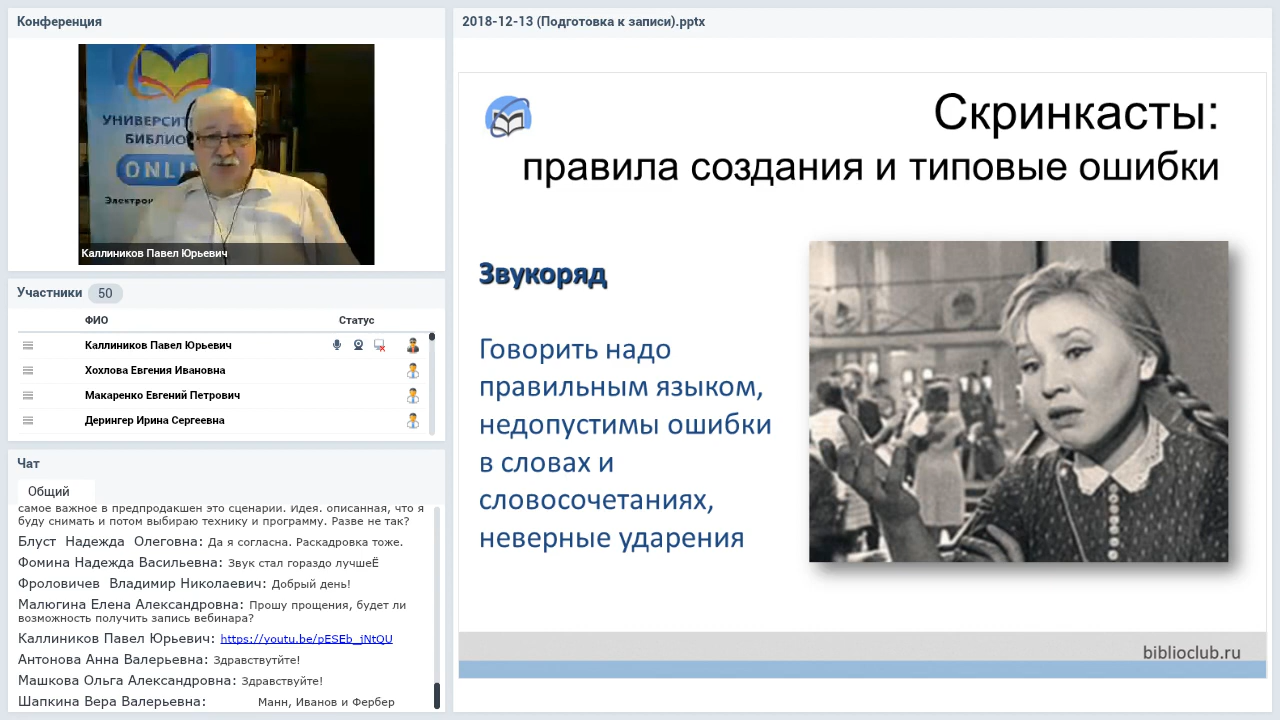 Конференция
УНИВЕРСИТ
БИБЛИО
ONLI
Электрон
Каллиников Павел Юрьевич
Участники 50
ФИО Статус
Каллиников Павел Юрьевич
Хохлова Евгения Ивановна
Макаренко Евгений Петрович
Дерингер Ирина Сергеевна
Чат
Общий
самое важное в предпродакшен это сценарии. Идея. описанная, что я
буду снимать и потом выбираю технику и программу. Разве не так?
Блуст Надежда Олеговна: Да я согласна. Раскадровка тоже.
Фомина Надежда Васильевна: Звук стал гораздо лучшеЁ
Фроловичев Владимир Николаевич: Добрый день!
Малюгина Елена Александровна: Прошу прощения, будет ли
возможность получить запись вебинара?
Каллиников Павел Юрьевич: https://youtu.be/pESEb_jNtQU
Антонова Анна Валерьевна: Здравствутйте!
Машкова Ольга Александровна: Здравствуйте!
Шапкина Вера Валерьевна: Манн, Иванов и Фербер
2018-12-13 (Подготовка к записи).pptx
Скринкасты:
правила создания и типовые ошибки
Звукоряд
Говорить надо
правильным языком,
недопустимы ошибки
в словах и
словосочетаниях,
неверные ударения
biblioclub.ru